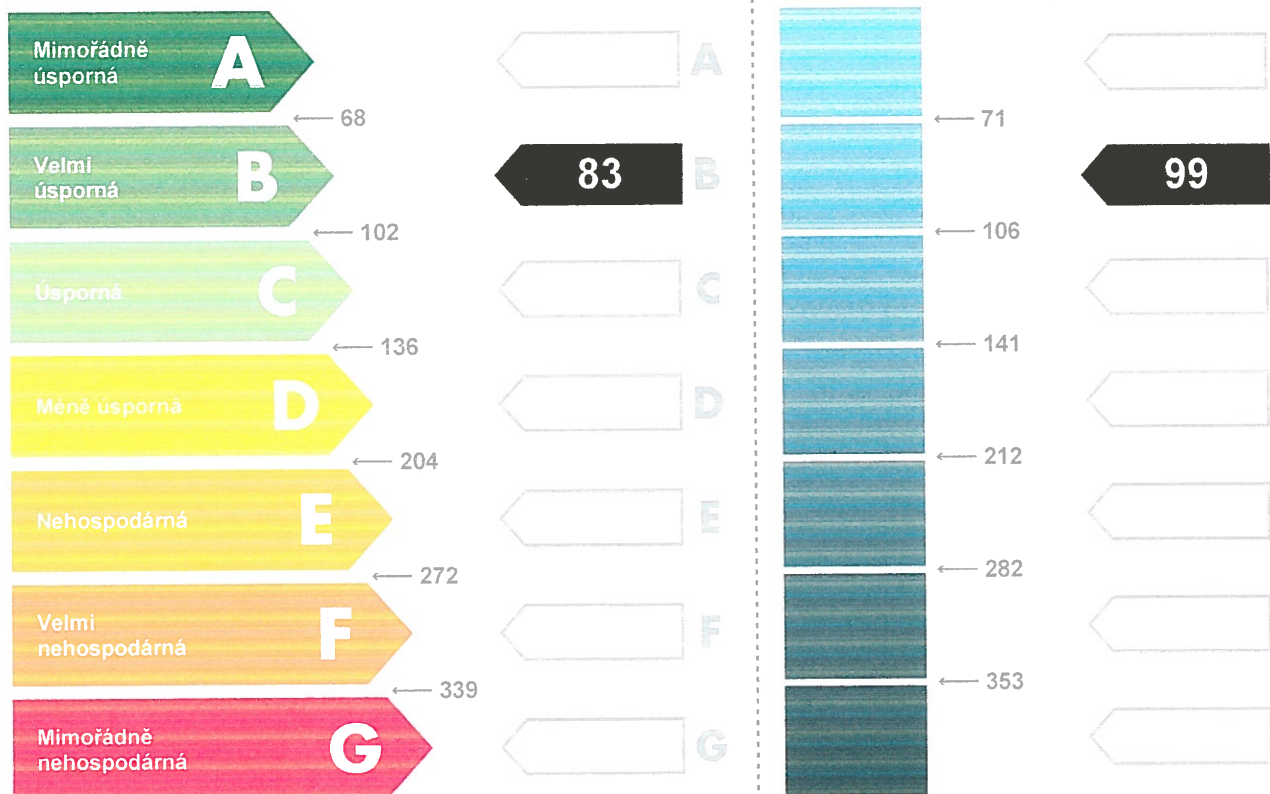 Mimořádně
úsporná
A
A
← 68
← 71
Velmi
úsporná
B
83
B
99
← 102
← 106
Úsporná
C
C
← 136
← 141
Méně úsporná
D
D
← 204
← 212
Nehospodárná
E
E
← 272
← 282
Velmi
nehospodárná
F
F
← 339
← 353
Mimořádně
nehospodárná
G
G